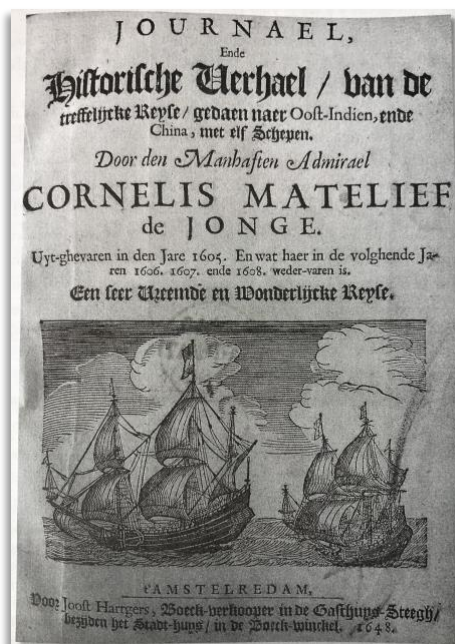 JOURNAEL,
Ende
Historische Verhael / van de
treffelijcke Reyse / gedaen naer Oost-Indien, ende
China, met elf Schepen.
Door den Manhaften Admirael
CORNELIS MATELIEF
de JONGE.
Uyt-ghevaren in den Jare 1605. En wat haer in de volghende Ja-
ren 1606. 1607. ende 1608. weder-varen is.
Een seer Vreemde en Wonderlijcke Reyse.
t'AMSTELREDAM,
Voor Joost Hartgers, Boeck-verkooper in de Gasthuys-Steegh/
bezijden het Stadt-huys / in de Boeck-winckel. 1648.